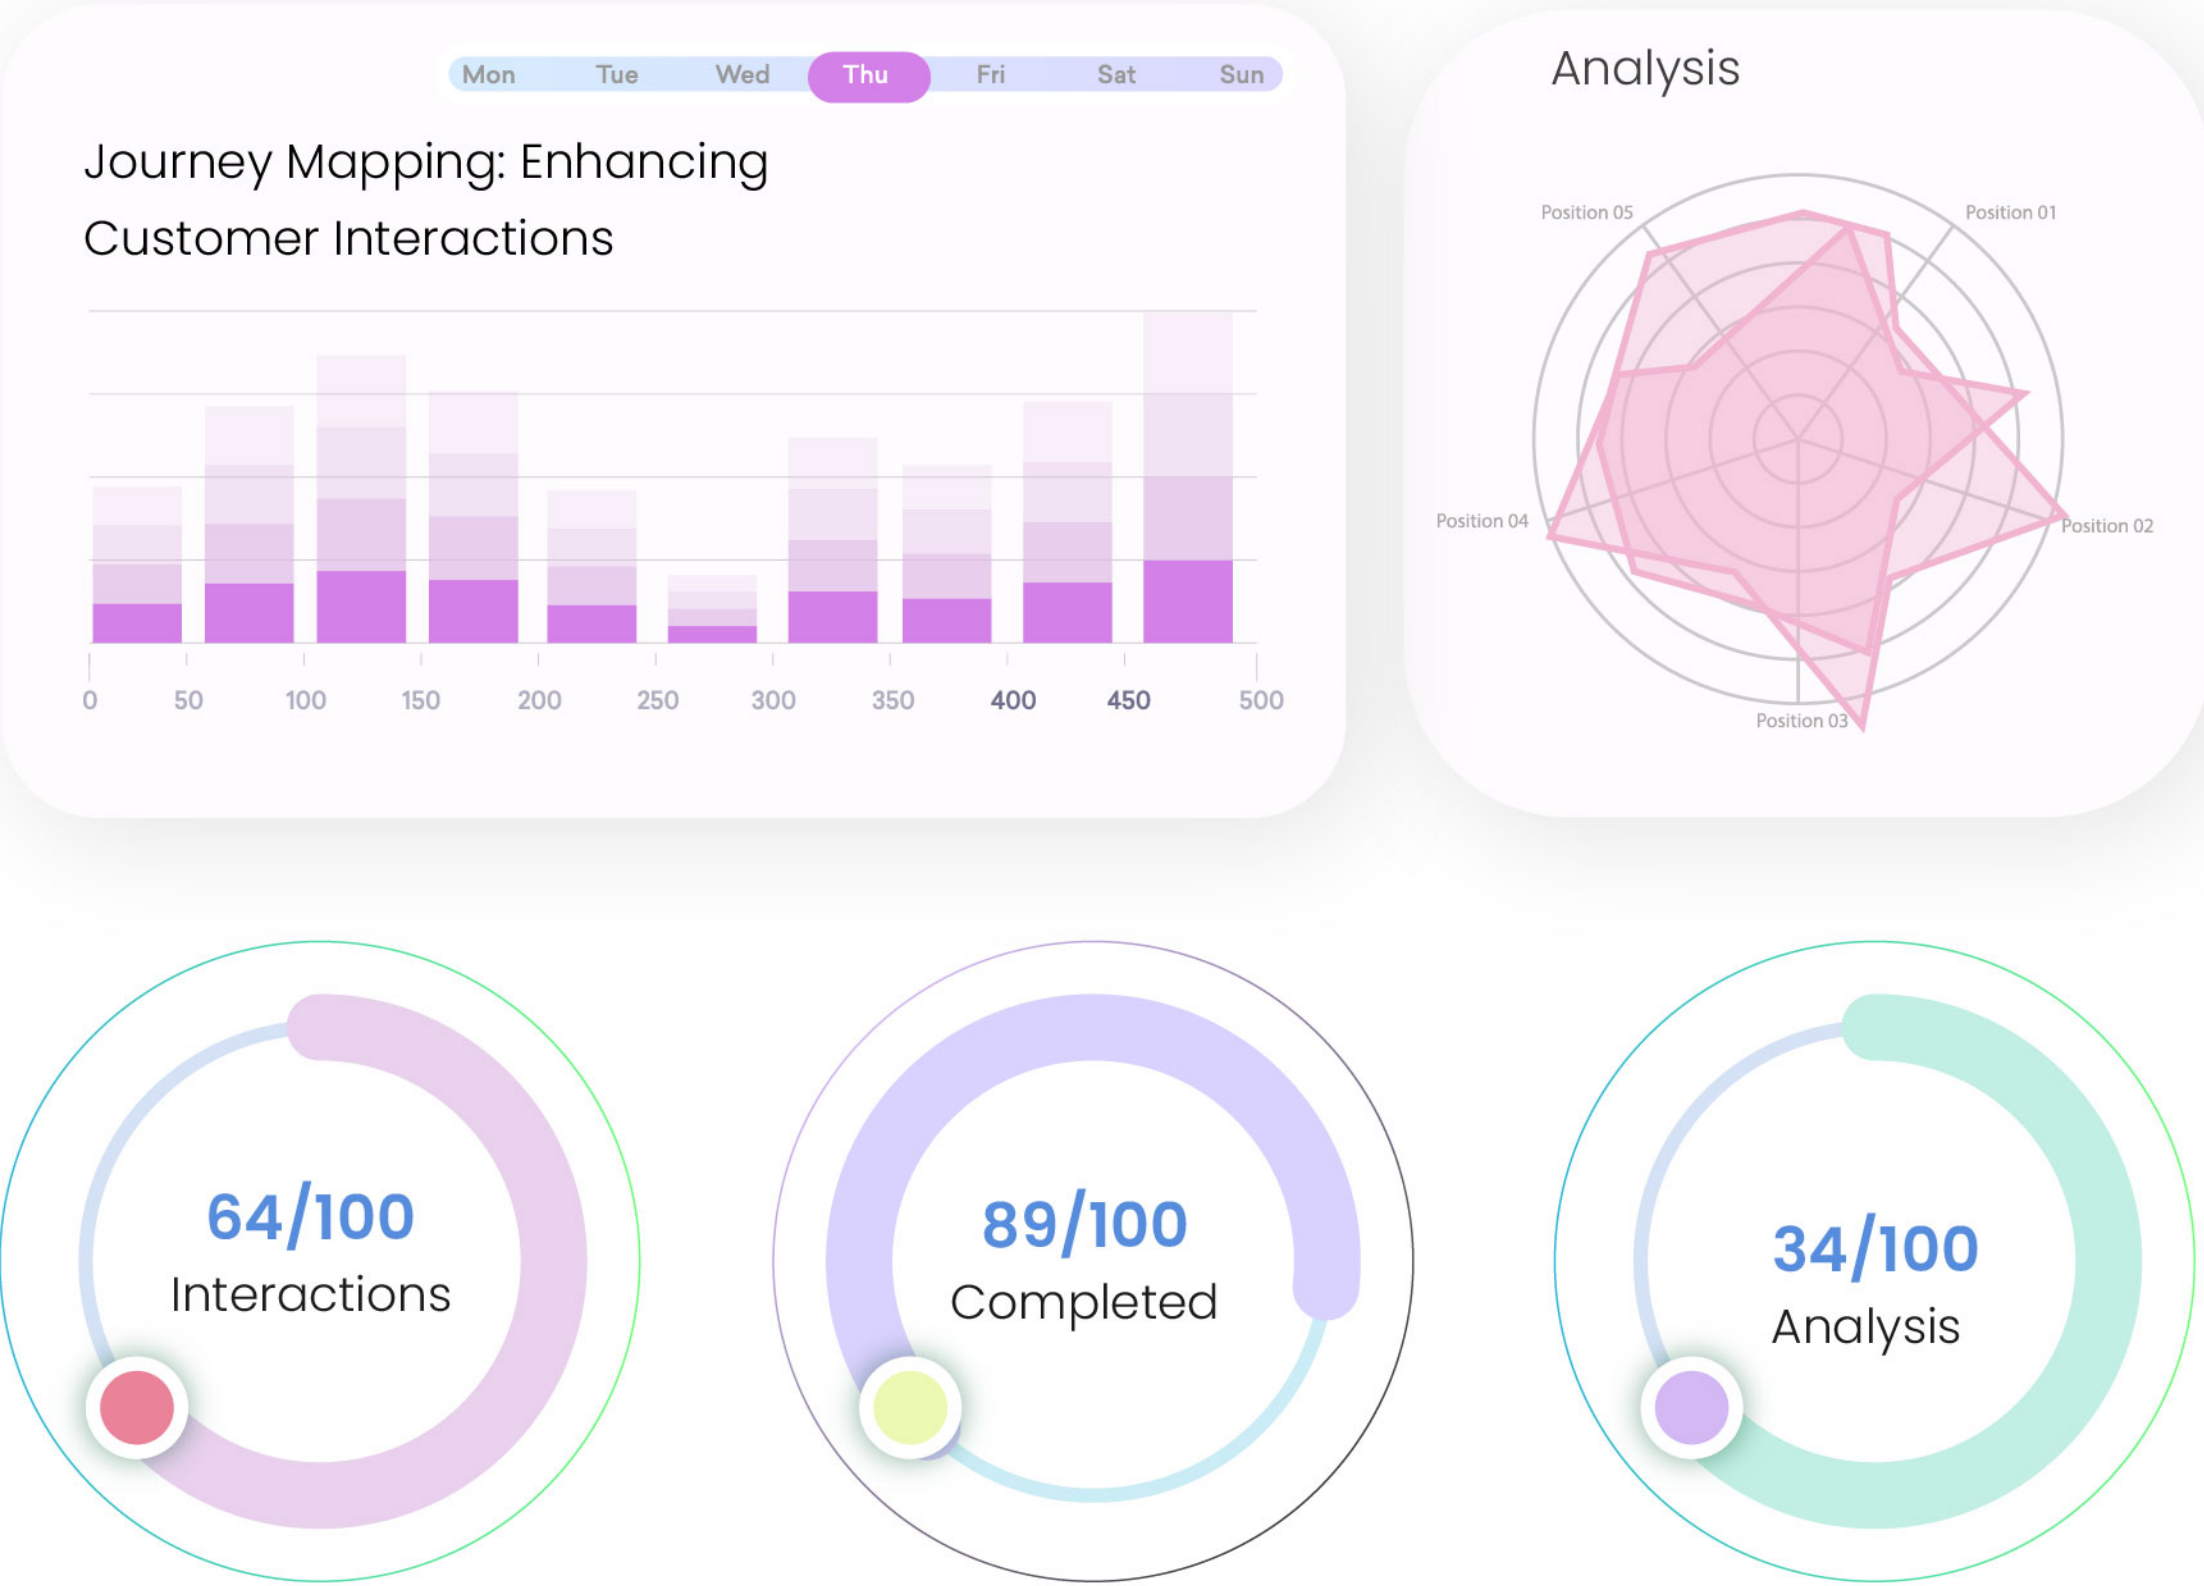 Mon Tue Wed Thu Fri Sat Sun
Journey Mapping: Enhancing
Customer Interactions
0 50 100 150 200 250 300 350 400 450 500
Analysis
Position 05 Position 01
Position 04 Position 02
Position 03
64/100
Interactions
89/100
Completed
34/100
Analysis